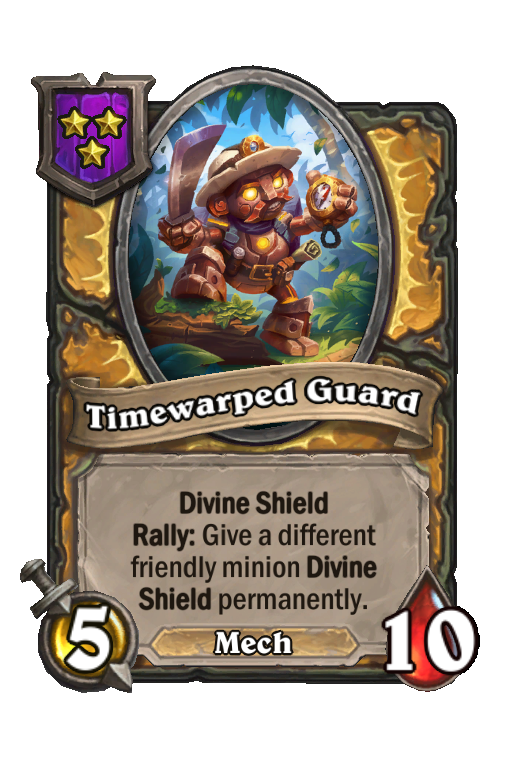 Timewarped Guard
Divine Shield
Rally: Give a different
friendly minion Divine
Shield permanently.
5
Mech
10